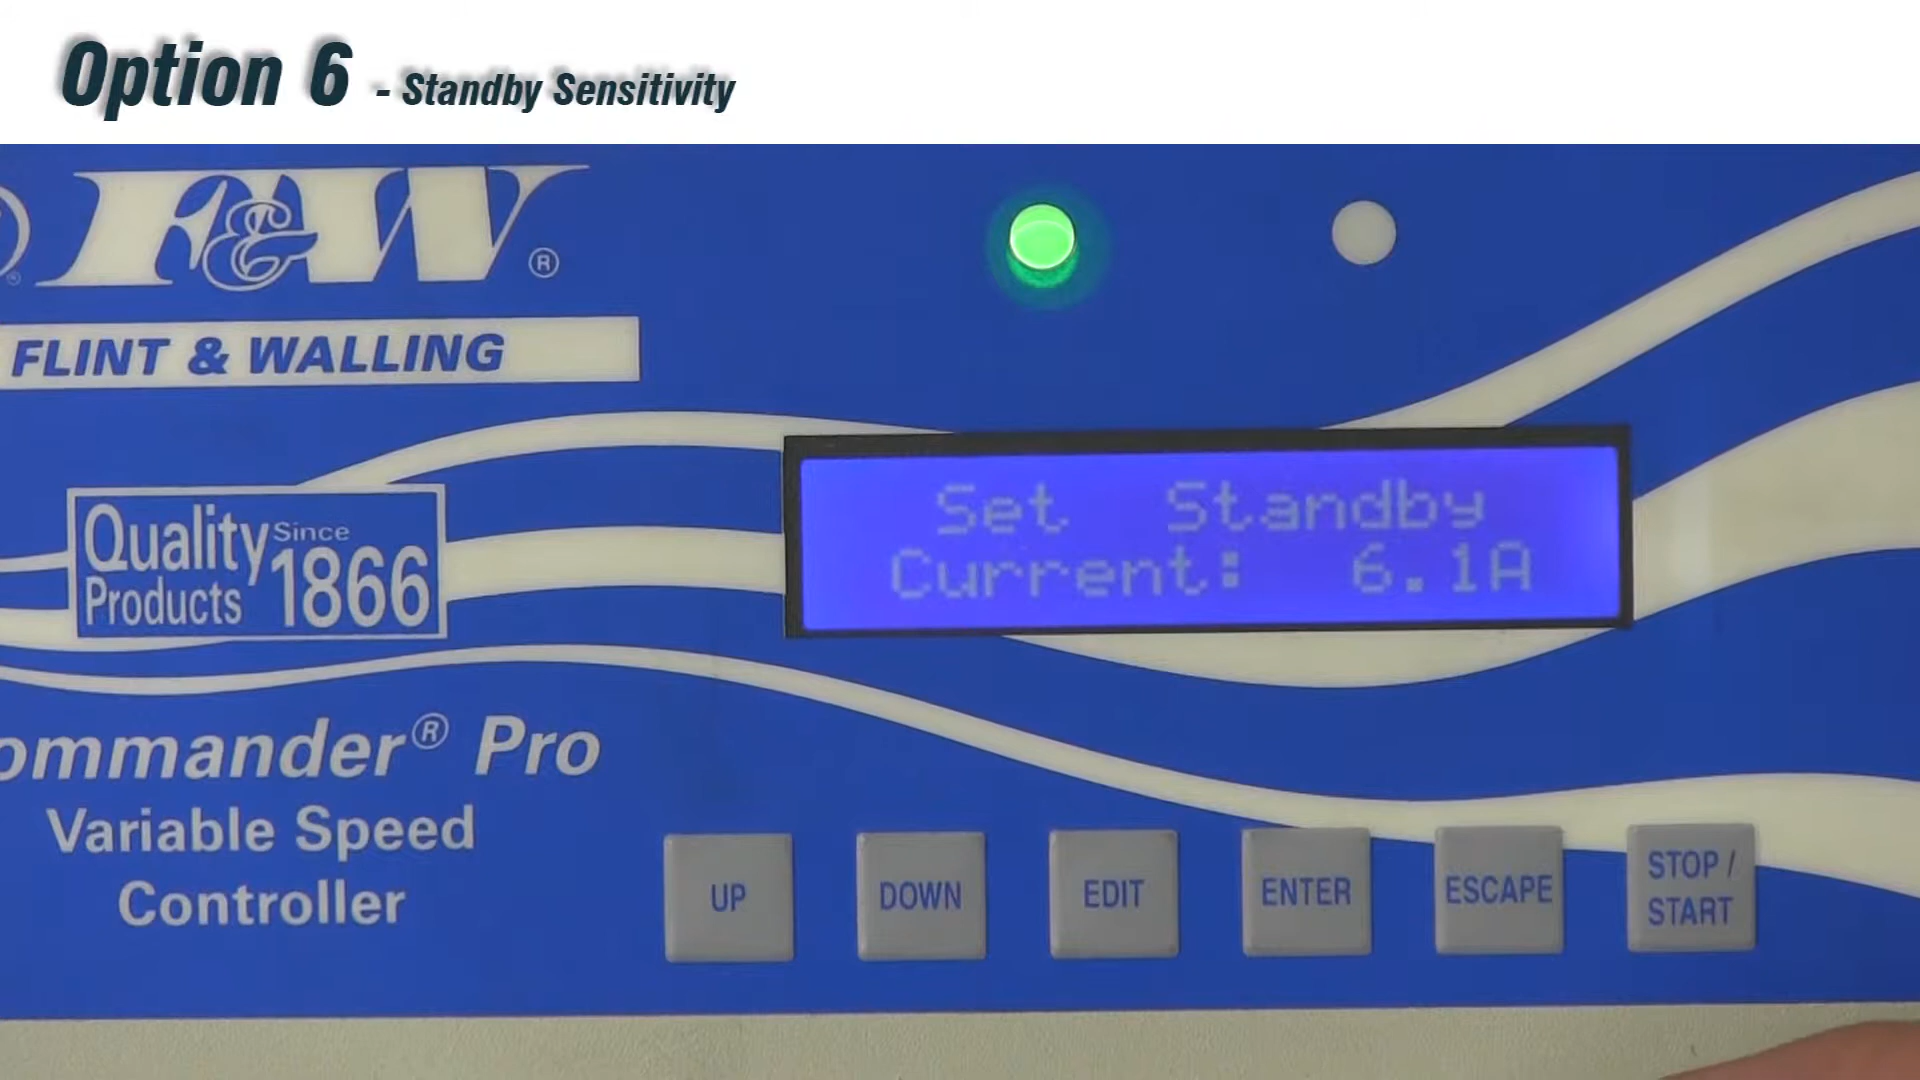 Option 6 - Standby Sensitivity
F&W®
FLINT & WALLING
Set Standby
Current: 6.1A
Quality Since
Products 1866
ommander® Pro
Variable Speed
Controller
UP
DOWN
EDIT
ENTER
ESCAPE
STOP /
START